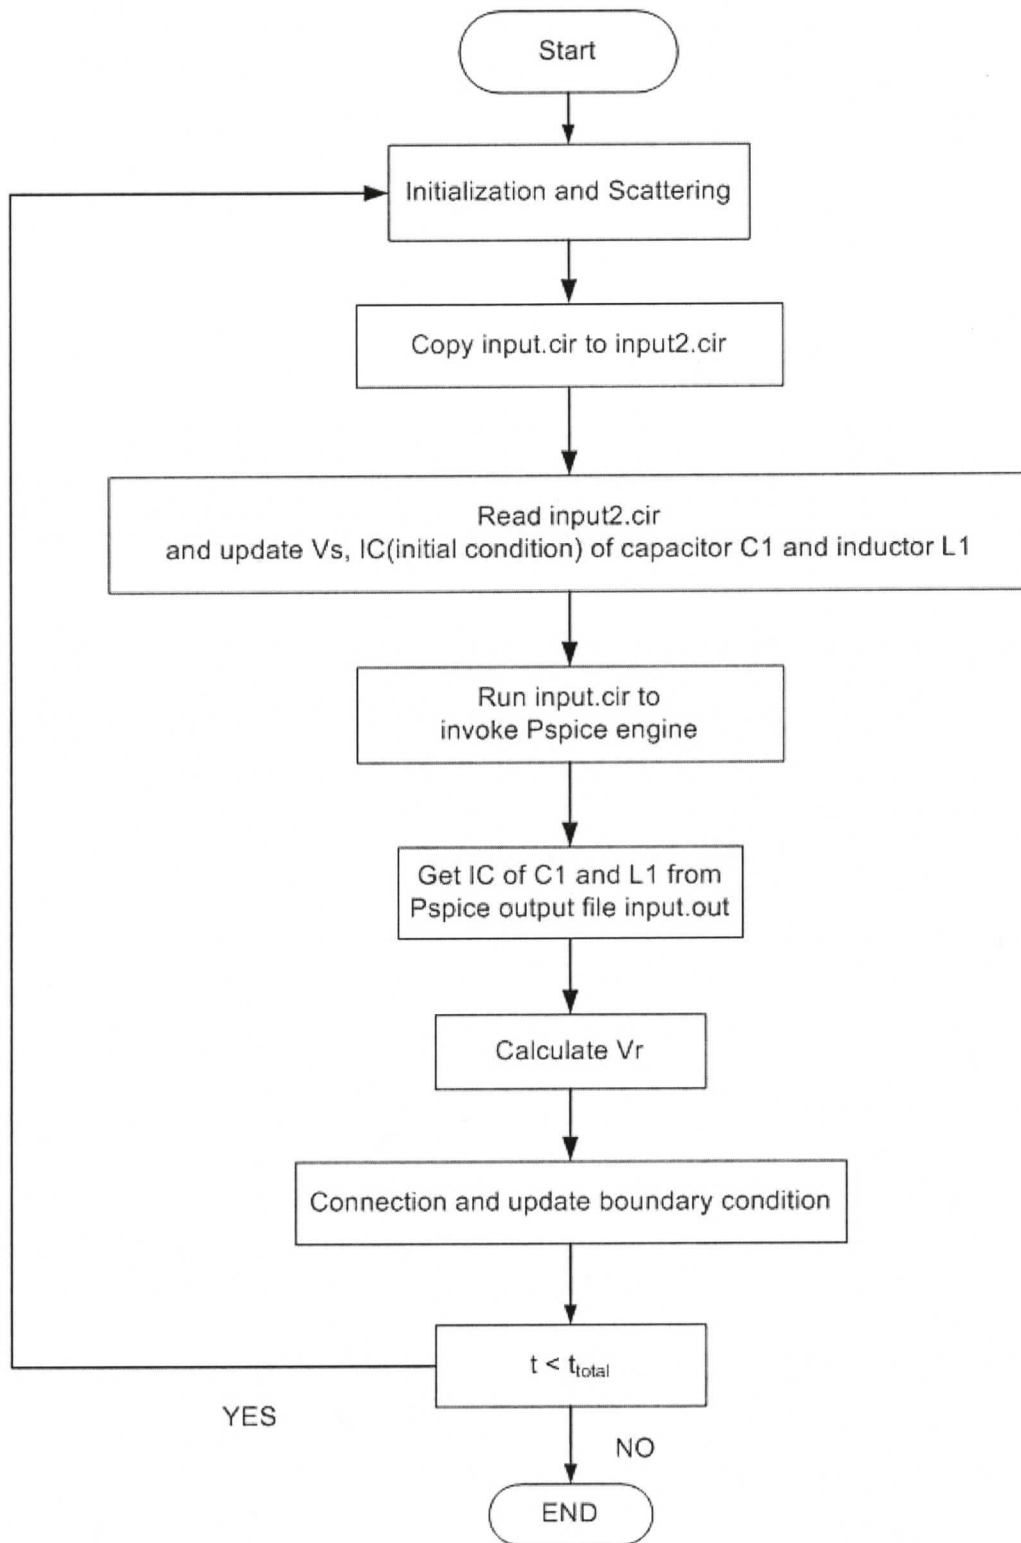 Start
Initialization and Scattering
Copy input.cir to input2.cir
Read input2.cir
and update Vs, IC(initial condition) of capacitor C1 and inductor L1
Run input.cir to
invoke Pspice engine
Get IC of C1 and L1 from
Pspice output file input.out
Calculate Vr
Connection and update boundary condition
t < t_total
YES
NO
END